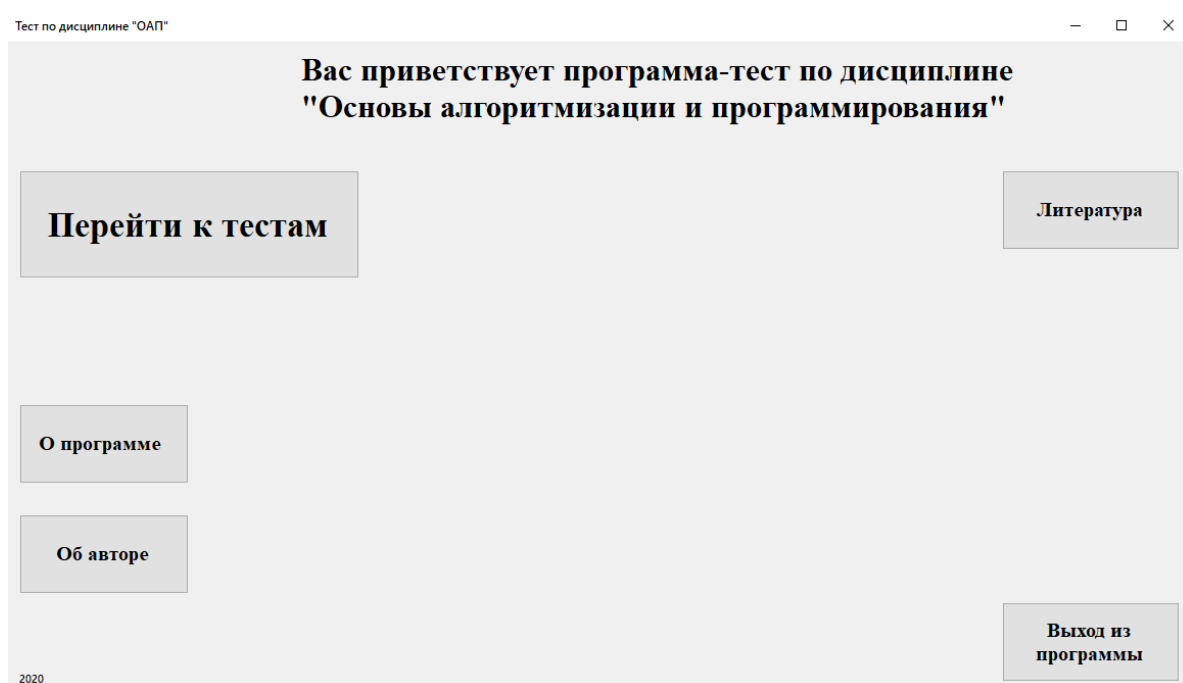 Тест по дисциплине "ОАП"
Вас приветствует программа-тест по дисциплине
"Основы алгоритмизации и программирования"
Перейти к тестам
Литература
О программе
Об авторе
Выход из
программы
2020